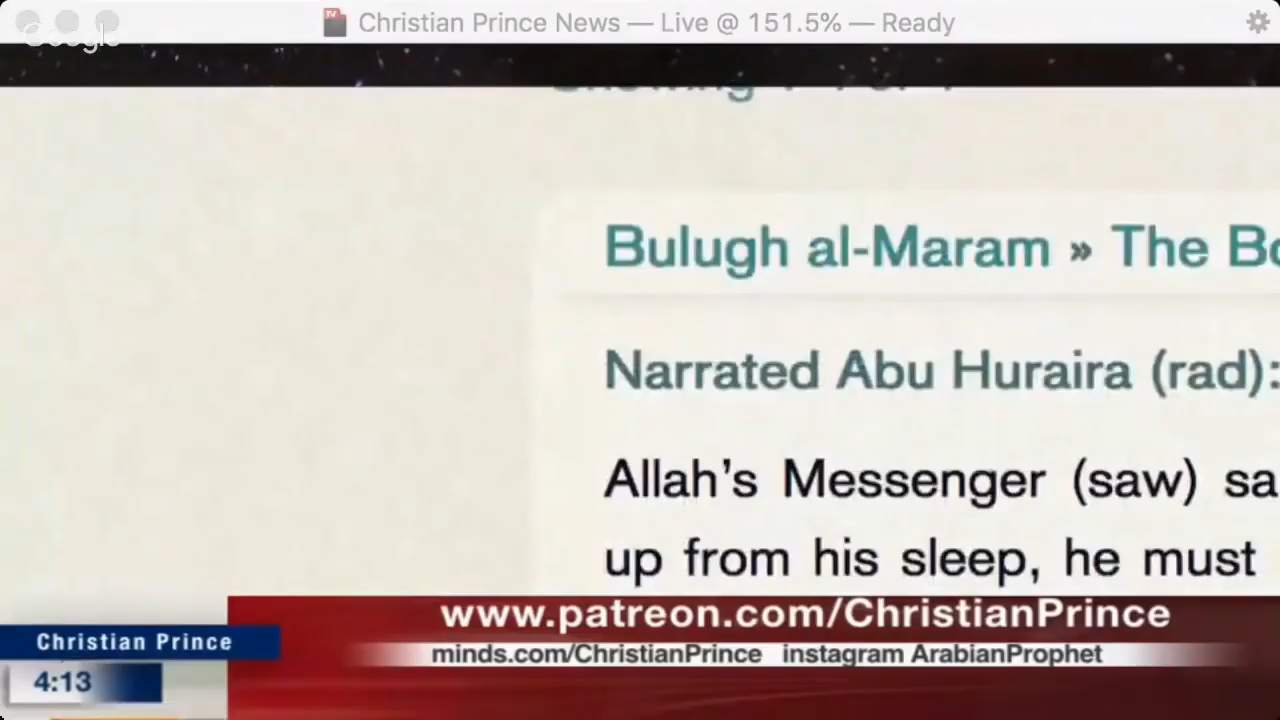 Christian Prince News — Live @ 151.5% — Ready
Google
Bulugh al-Maram » The Bo
Narrated Abu Huraira (rad):
Allah's Messenger (saw) sa
up from his sleep, he must
www.patreon.com/ChristianPrince
Christian Prince
minds.com/ChristianPrince instagram ArabianProphet
4:13